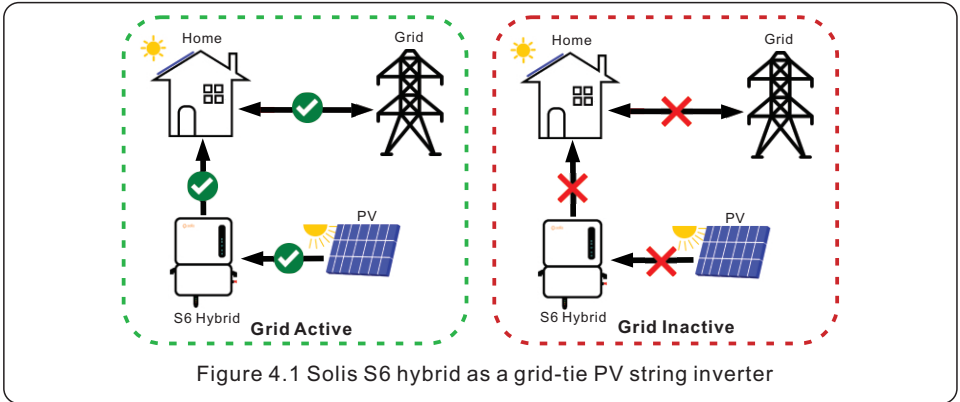 Home
Grid
PV
S6 Hybrid
Grid Active
Home
Grid
PV
S6 Hybrid
Grid Inactive
Figure 4.1 Solis S6 hybrid as a grid-tie PV string inverter